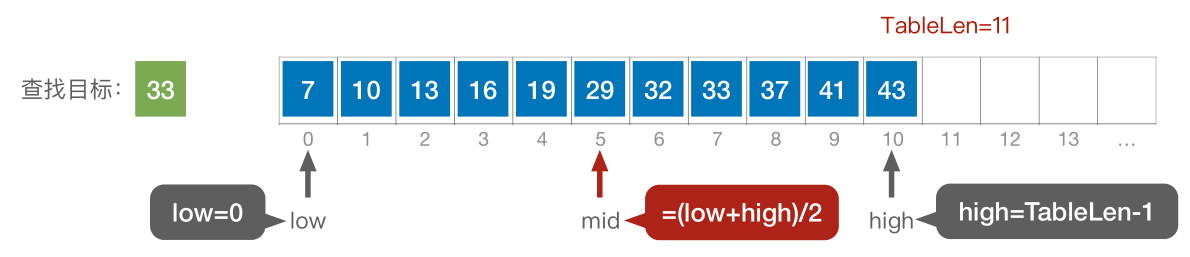 TableLen=11
查找目标: 33 7 10 13 16 19 29 32 33 37 41 43
0 1 2 3 4 5 6 7 8 9 10 11 12 13 ...
low=0 low mid =(low+high)/2 high high=TableLen-1